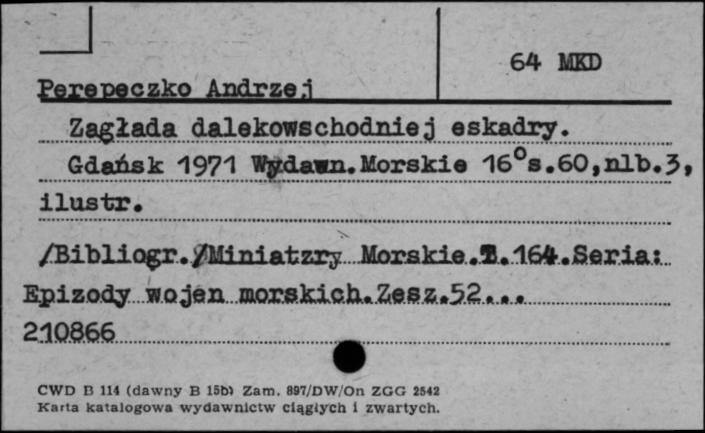 64 MKD
Perepeczko Andrzej
Zagłada dalekowschodniej eskadry.
Gdańsk 1971 Wydawn.Morskie 16°s.60,nlb.3,
ilustr.
/Bibliogr./Miniatzry Morskie.T.164.Seria:
Epizody wojen morskich.Zesz.52...
210866
CWD B 114 (dawny B 15b) Zam. 897/DW/On ZGG 2542
Karta katalogowa wydawnictw ciągłych i zwartych.